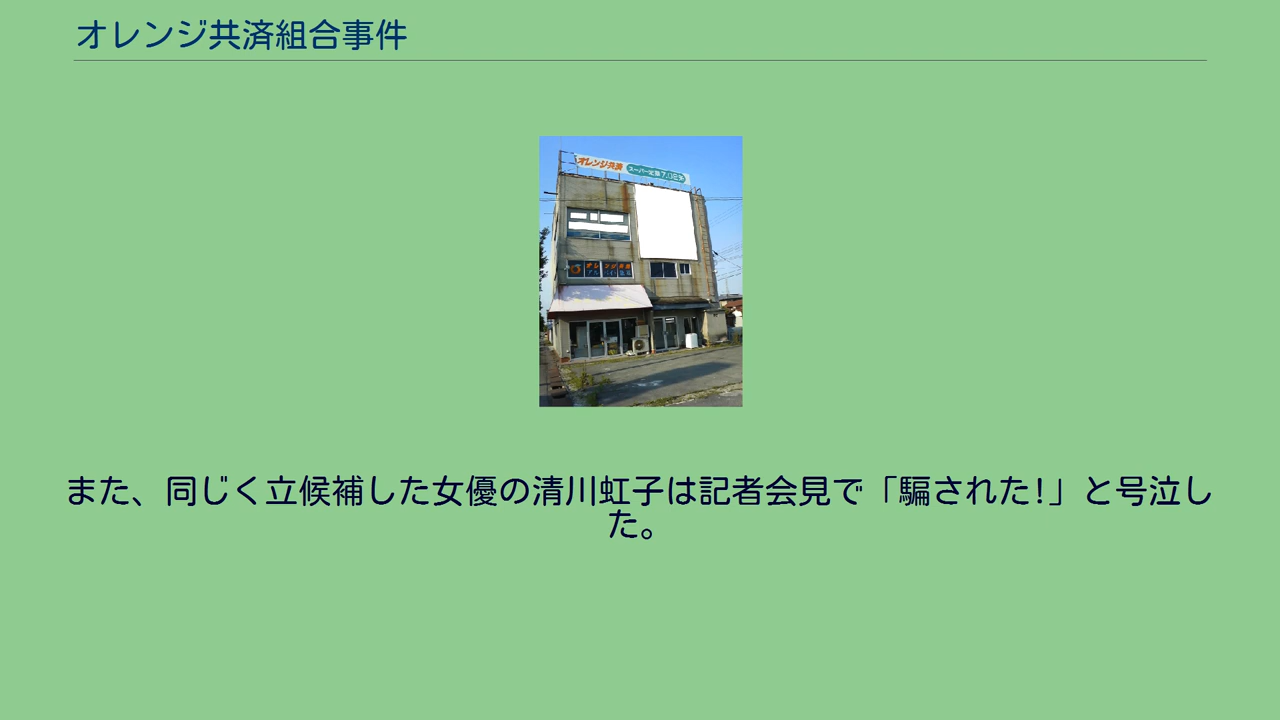 オレンジ共済組合事件
オレンジ共済
また、同じく立候補した女優の清川虹子は記者会見で「騙された!」と号泣し
た。